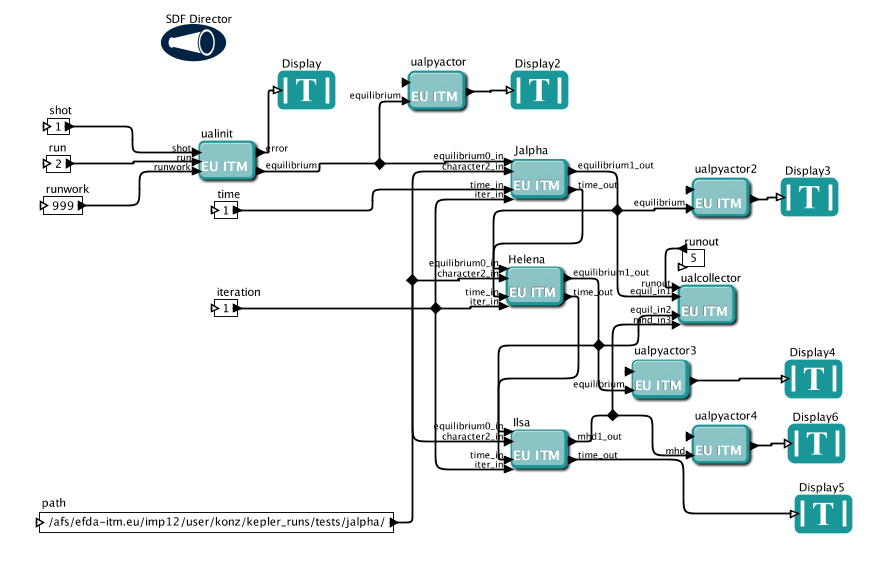 SDF Director
Display
ualpyactor
Display2
T
EU ITM
T
equilibrium
shot
1
ualinit
run
2
shot
run
runwork
error
EU ITM
equilibrium
runwork
999
time
1
Jalpha
equilibrium0_in
character2_in
equilibrium1_out
EU ITM
time_in
iter_in
time_out
ualpyactor2
Display3
equilibrium
EU ITM
T
runout
5
Helena
equilibrium0_in
character2_in
equilibrium1_out
EU ITM
time_in
iter_in
time_out
ualcollector
runout
equil_in1
equil_in2
mhd_in3
EU ITM
iteration
1
ualpyactor3
Display4
equilibrium
EU ITM
T
Ilsa
equilibrium0_in
character2_in
mhd1_out
EU ITM
time_in
iter_in
time_out
ualpyactor4
Display6
mhd
EU ITM
T
Display5
T
path
/afs/efda-itm.eu/imp12/user/konz/kepler_runs/tests/jalpha/